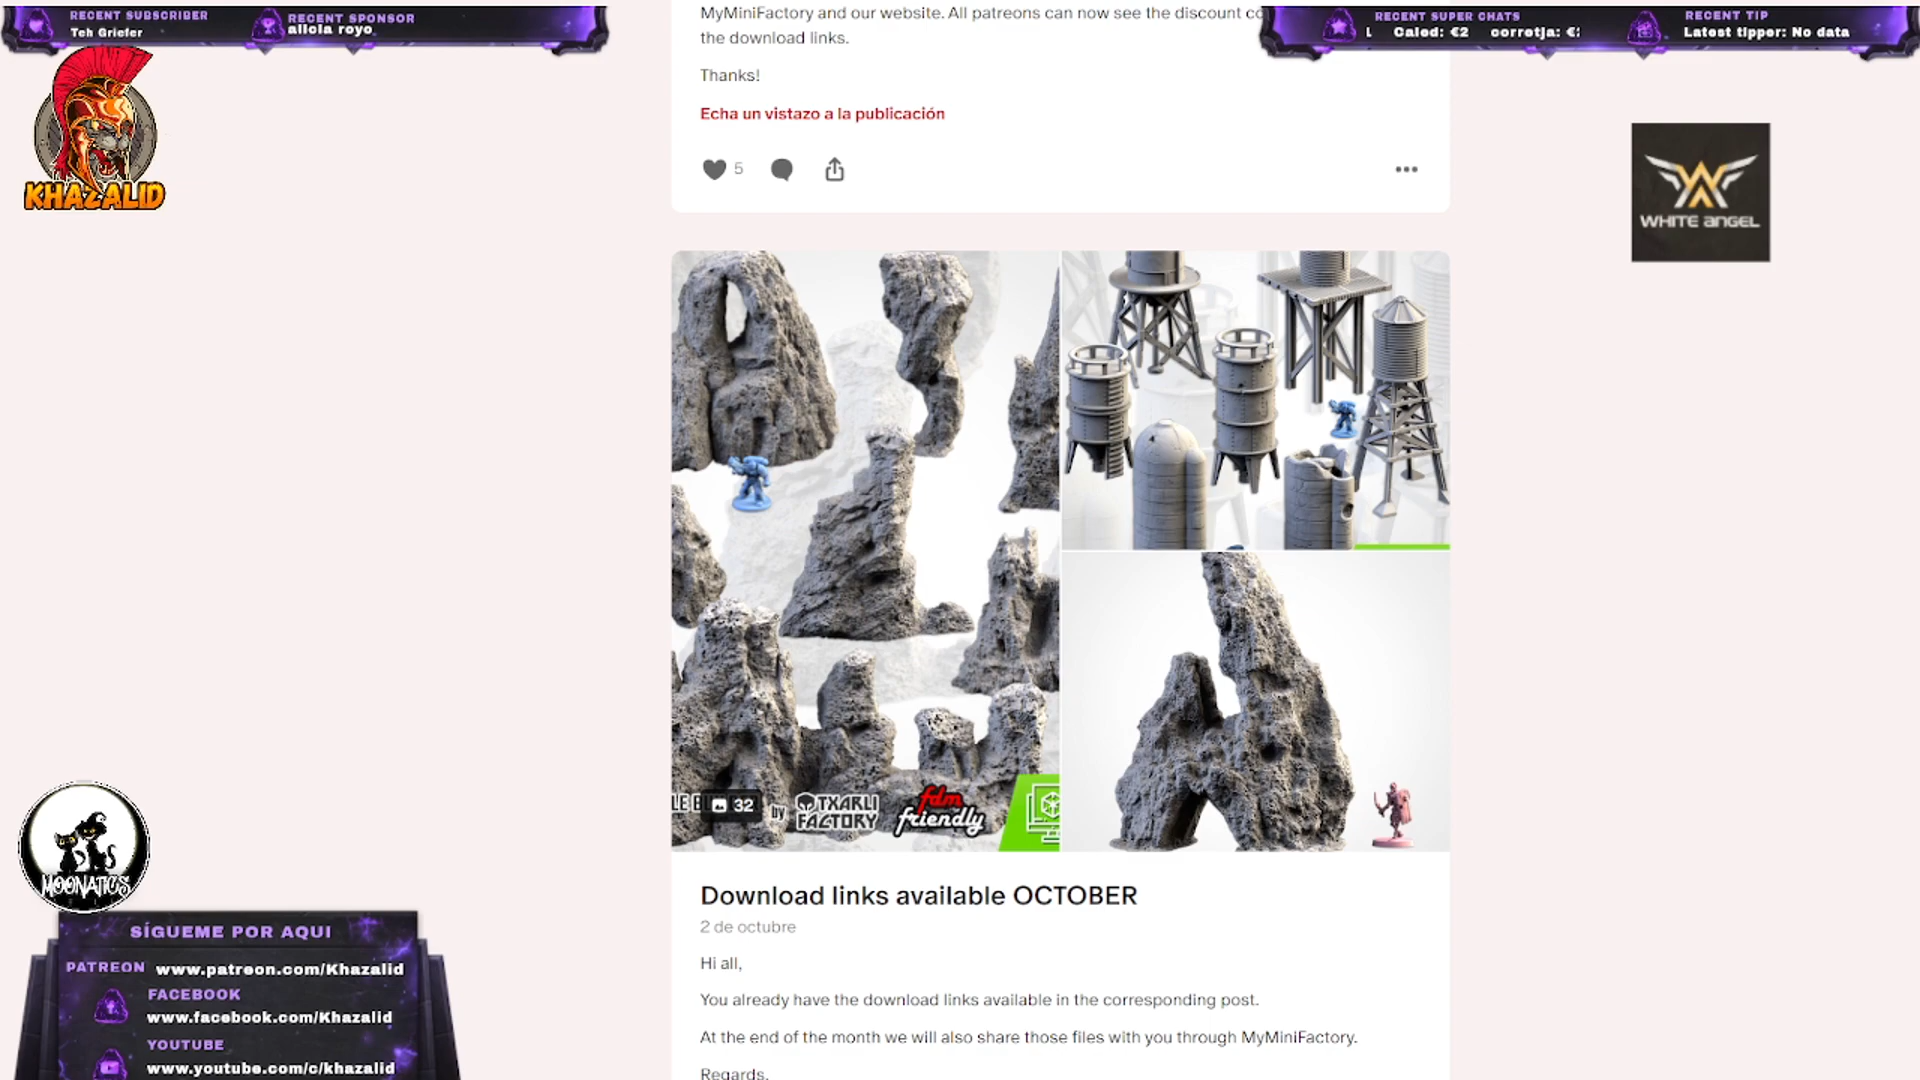 RECENT SUBSCRIBER
Teh Griefer
RECENT SPONSOR
alicia royo
MyMiniFactory and our website. All patreons can now see the discount
the download links.
RECENT SUPER CHATS
Caled: €2 corretja:
RECENT TIP
Latest tipper: No data
Thanks!
Echa un vistazo a la publicación
5
KHAZALID
WHITE ANGEL
32
by
TXARLI
FACTORY
fdm
friendly
Download links available OCTOBER
2 de octubre
Hi all,
You already have the download links available in the corresponding post.
At the end of the month we will also share those files with you through MyMiniFactory.
Regards,
MOONATICS
SÍGUEME POR AQUI
PATREON www.patreon.com/Khazalid
FACEBOOK
www.facebook.com/Khazalid
YOUTUBE
www.youtube.com/c/khazalid